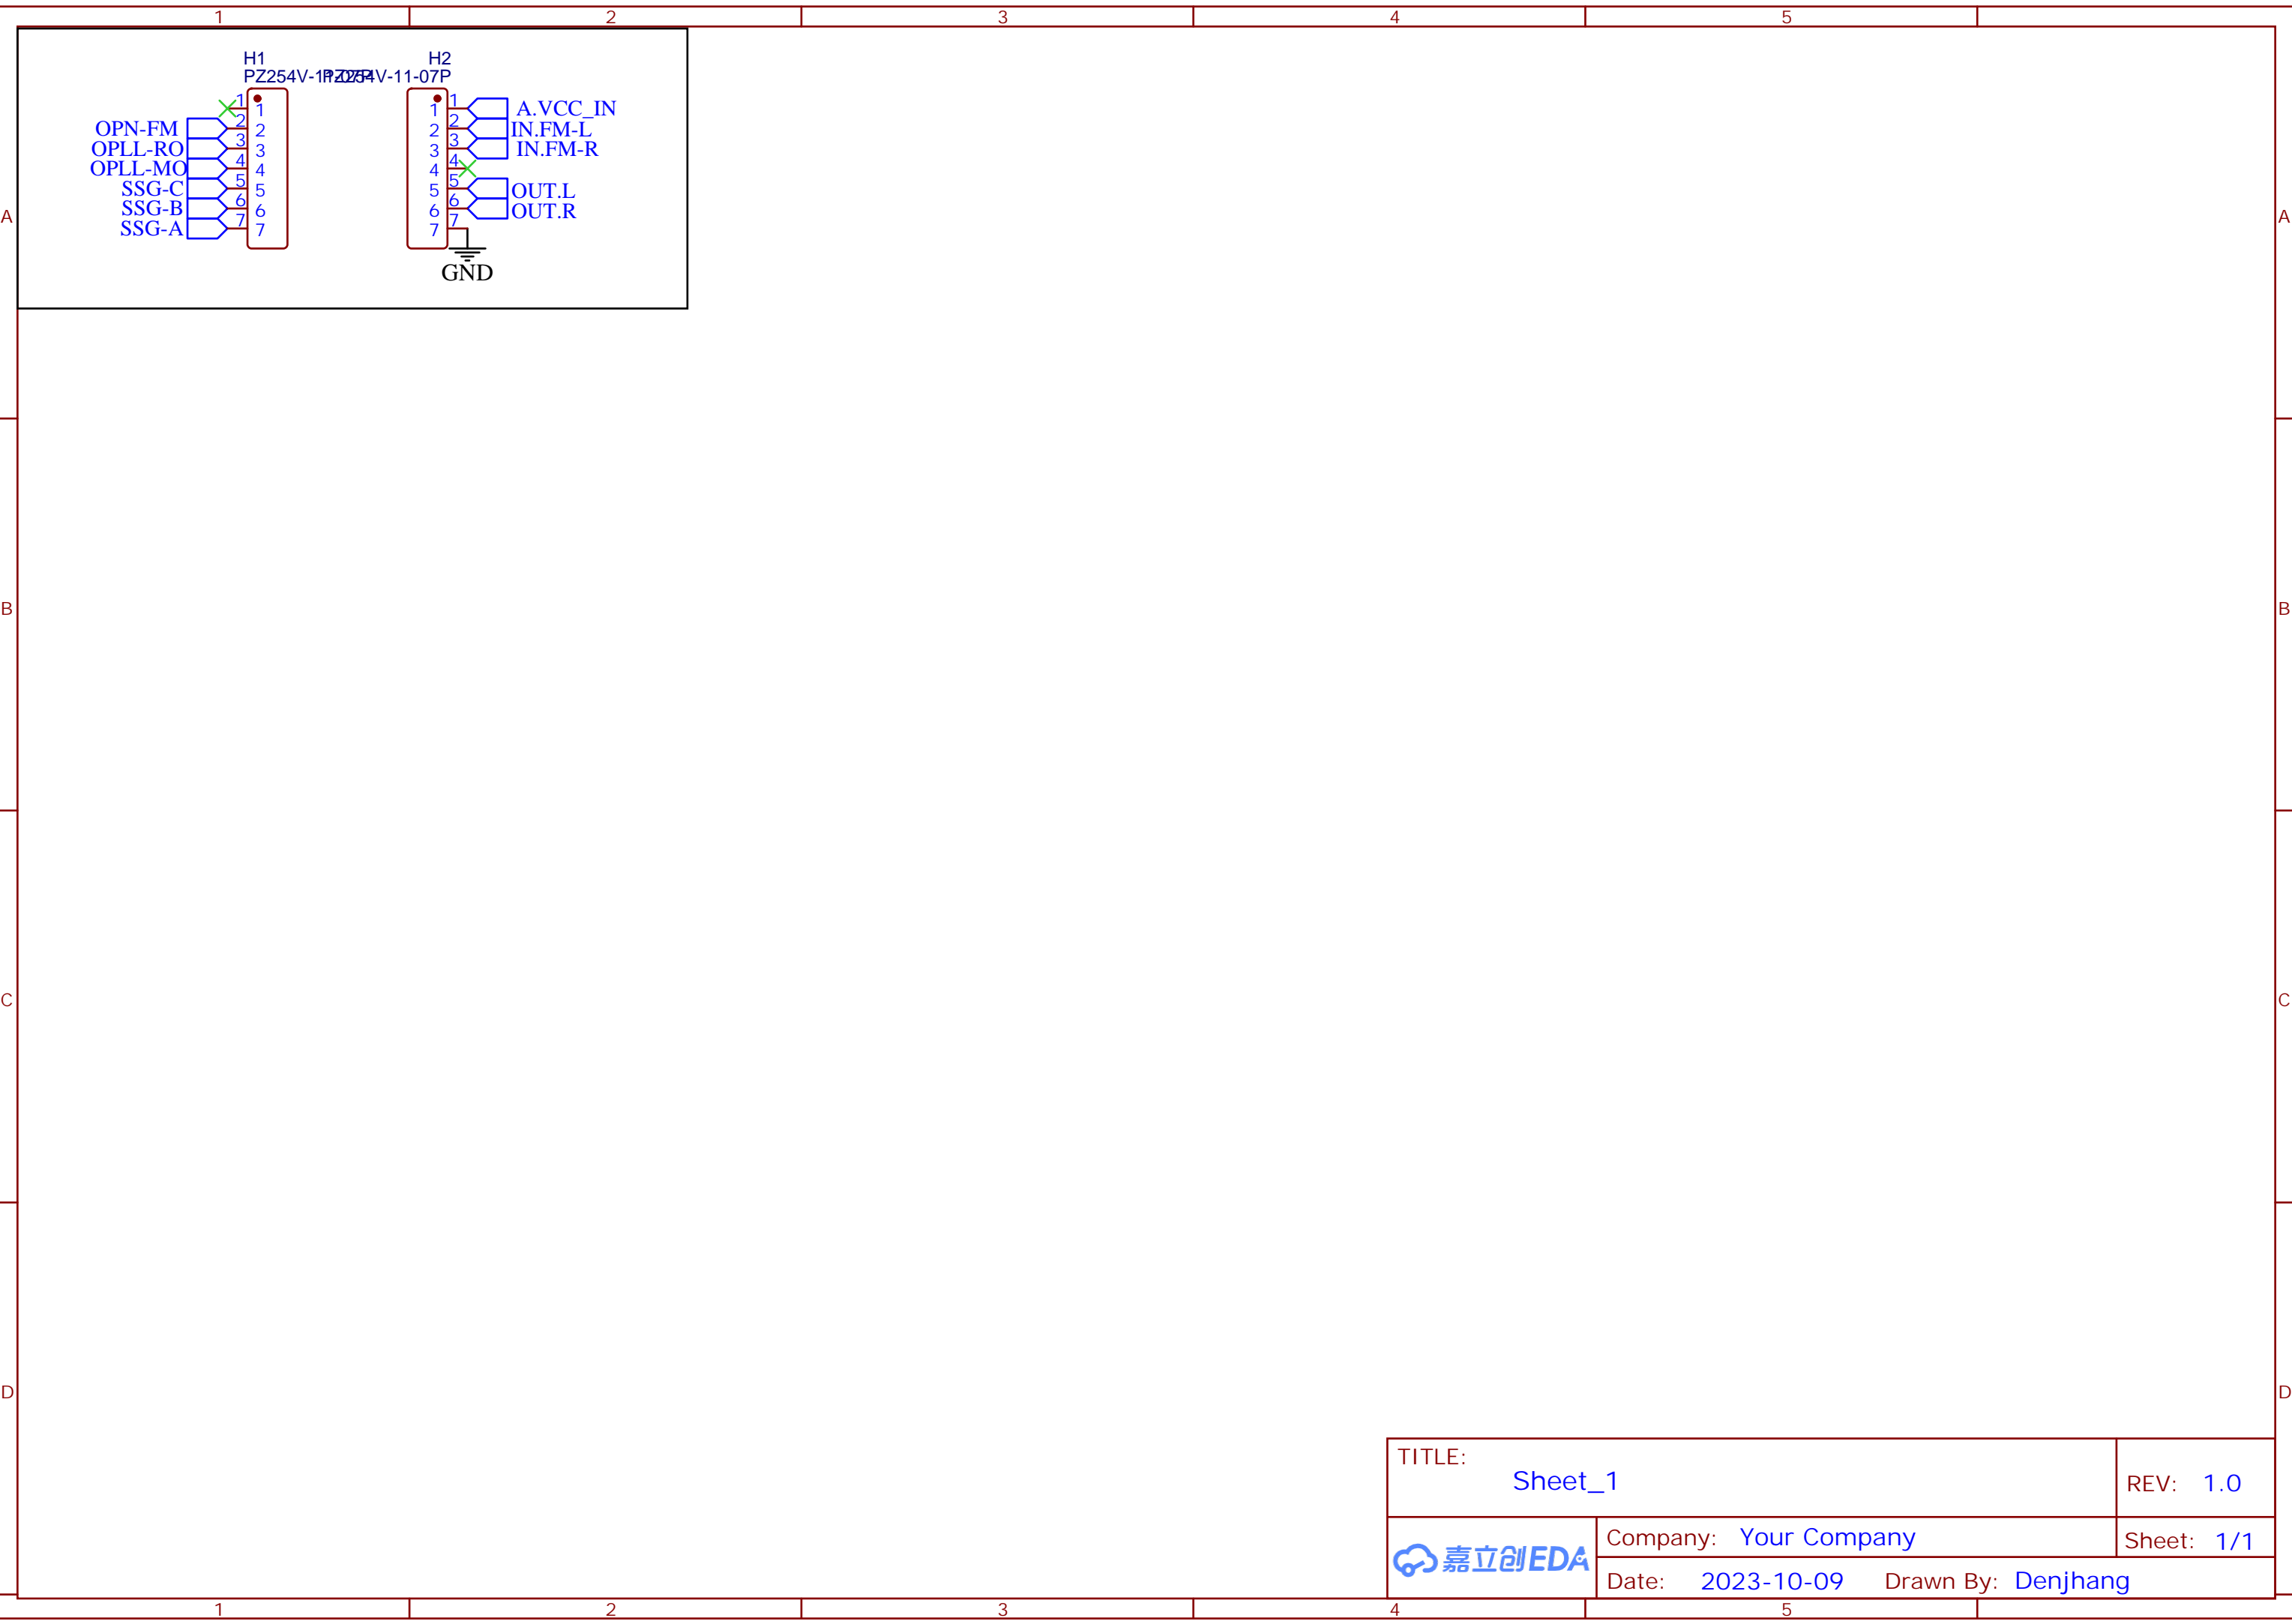 1 2 3 4 5
H1 H2
PZ254V-11-07P PZ254V-11-07P
1 1 1 1 A.VCC_IN
OPN-FM 2 2 2 2 IN.FM-L
OPLL-RO 3 3 3 3 IN.FM-R
OPLL-MO 4 4 4 4
SSG-C 5 5 5 5 OUT.L
SSG-B 6 6 6 6 OUT.R
SSG-A 7 7 7 7
GND
A A
B B
C C
D D
TITLE:
Sheet_1
REV: 1.0
嘉立创EDA
Company: Your Company
Sheet: 1/1
Date: 2023-10-09 Drawn By: Denjhang
1 2 3 4 5